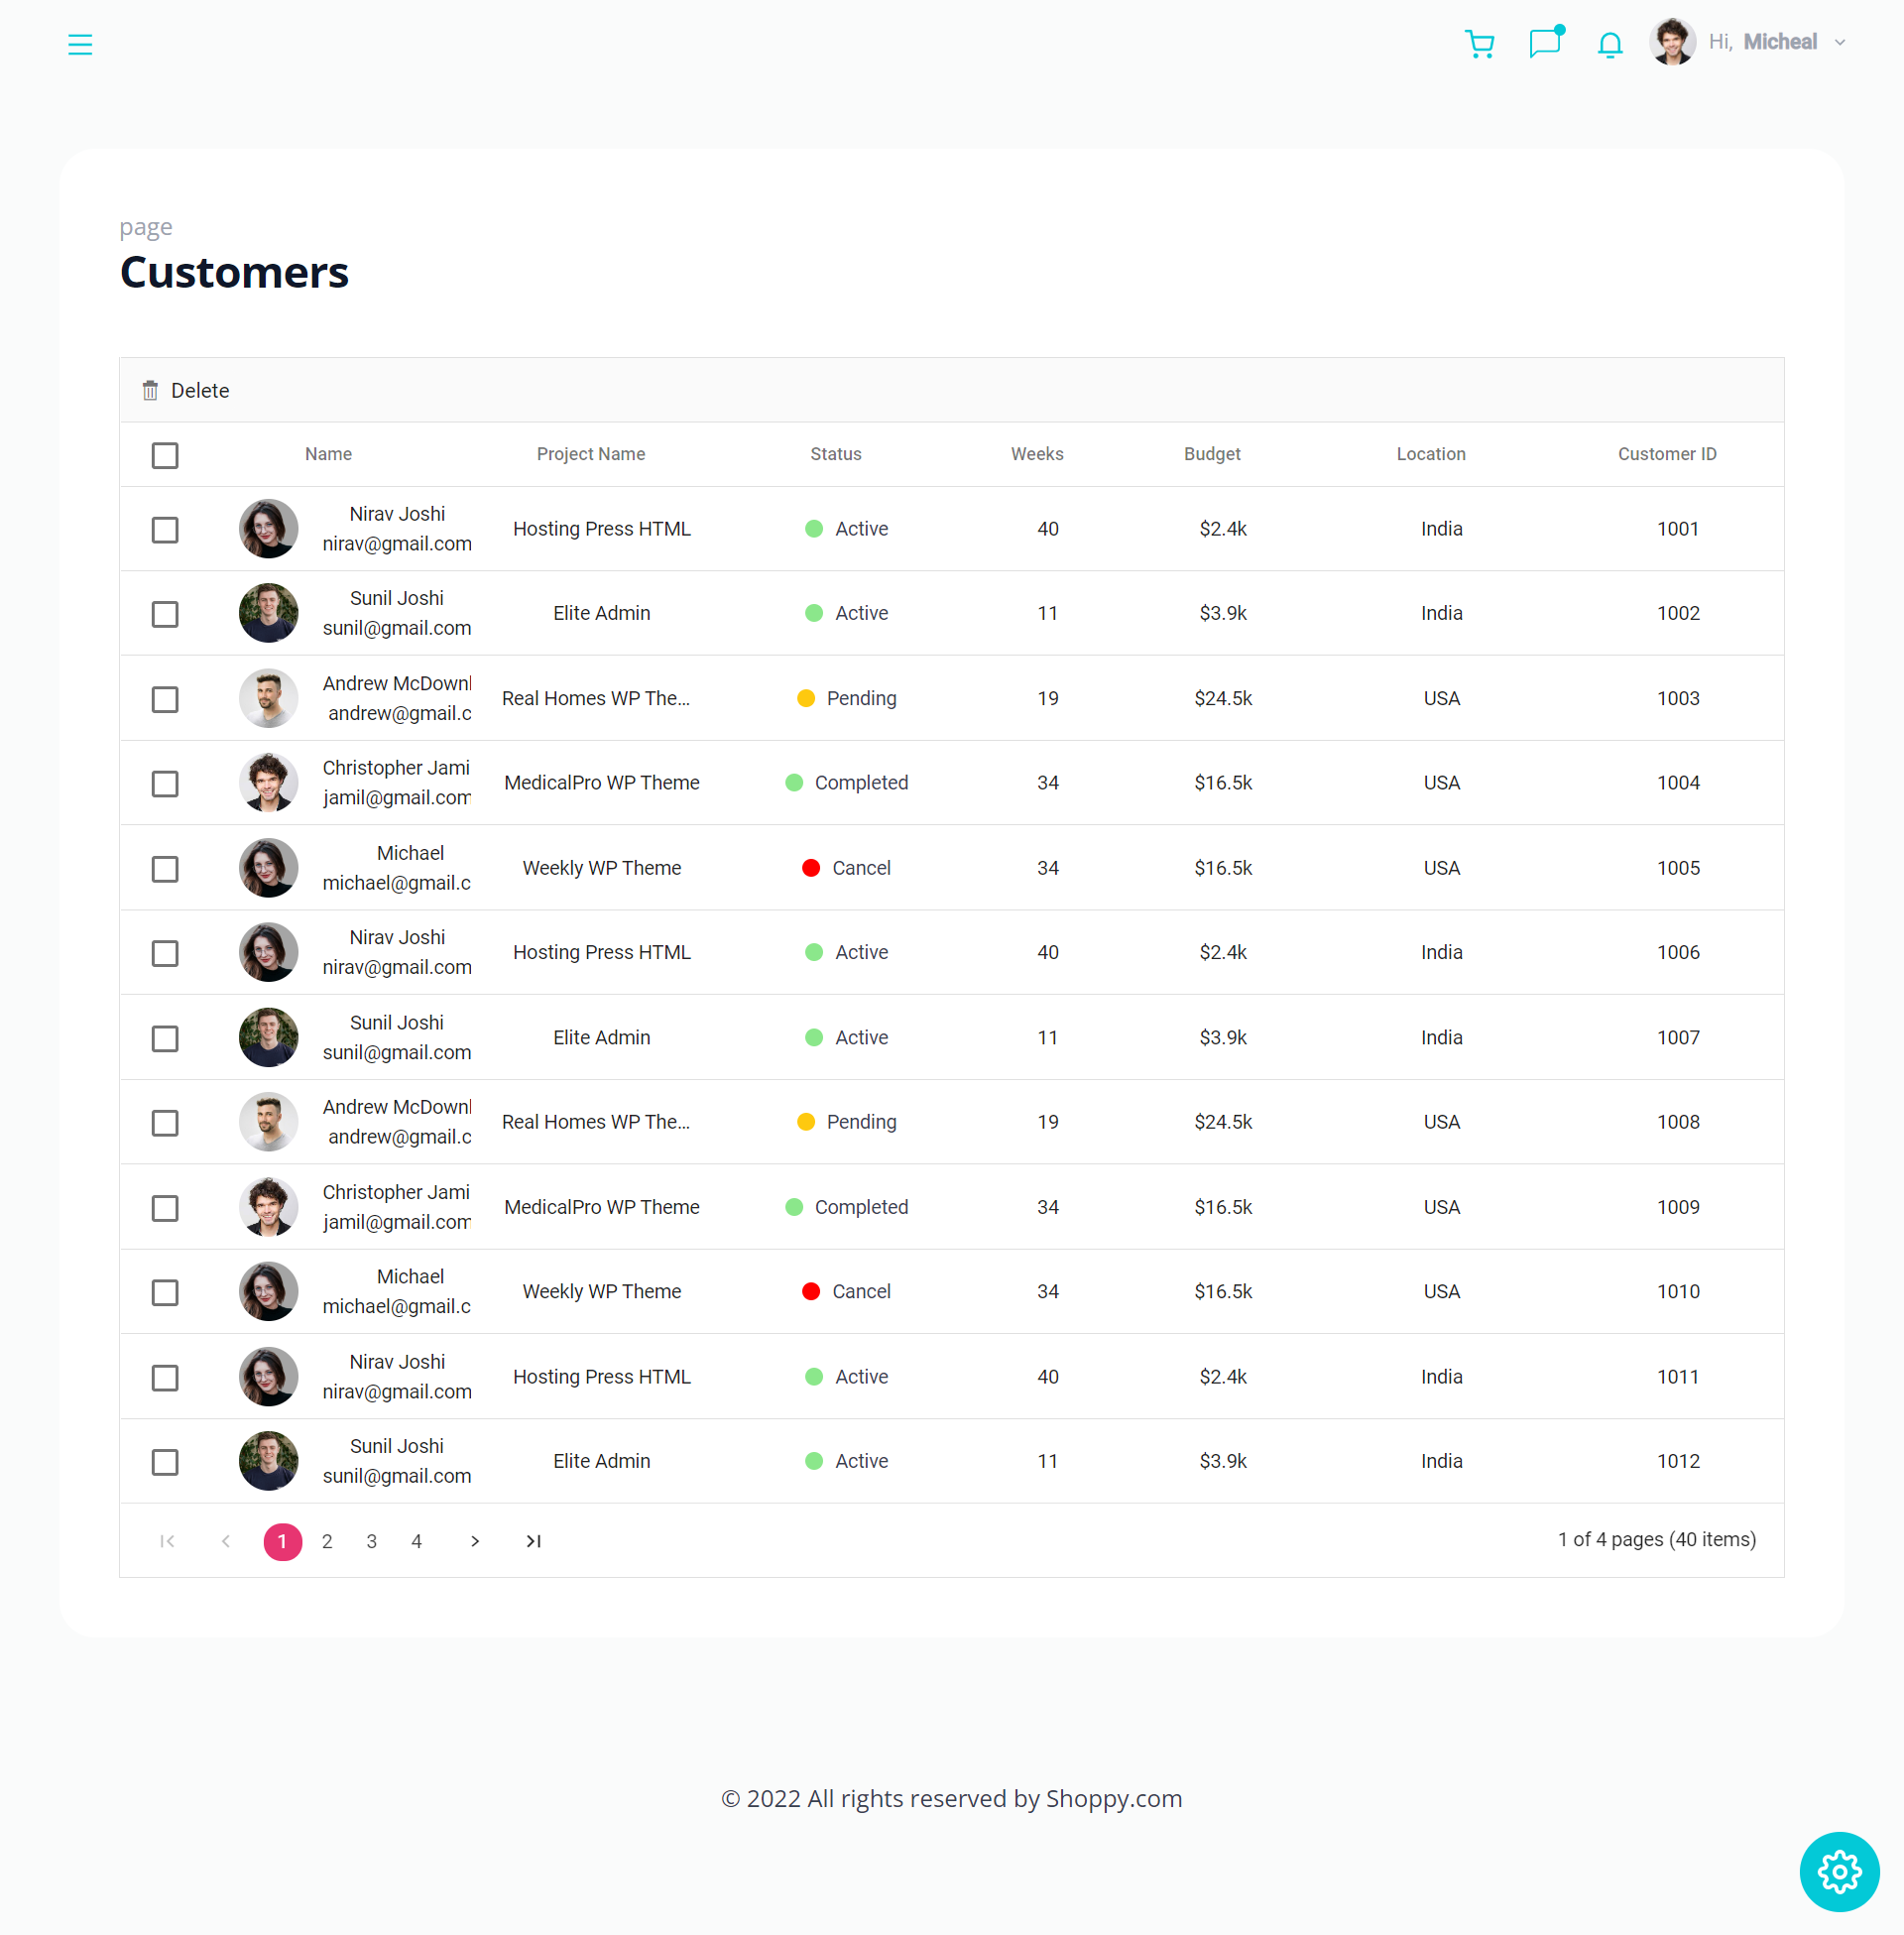 Hi, Micheal
page
Customers
Delete
Name Project Name Status Weeks Budget Location Customer ID
Nirav Joshi
nirav@gmail.com
Hosting Press HTML Active 40 $2.4k India 1001
Sunil Joshi
sunil@gmail.com
Elite Admin Active 11 $3.9k India 1002
Andrew McDownl
andrew@gmail.c
Real Homes WP The... Pending 19 $24.5k USA 1003
Christopher Jami
jamil@gmail.com
MedicalPro WP Theme Completed 34 $16.5k USA 1004
Michael
michael@gmail.c
Weekly WP Theme Cancel 34 $16.5k USA 1005
Nirav Joshi
nirav@gmail.com
Hosting Press HTML Active 40 $2.4k India 1006
Sunil Joshi
sunil@gmail.com
Elite Admin Active 11 $3.9k India 1007
Andrew McDownl
andrew@gmail.c
Real Homes WP The... Pending 19 $24.5k USA 1008
Christopher Jami
jamil@gmail.com
MedicalPro WP Theme Completed 34 $16.5k USA 1009
Michael
michael@gmail.c
Weekly WP Theme Cancel 34 $16.5k USA 1010
Nirav Joshi
nirav@gmail.com
Hosting Press HTML Active 40 $2.4k India 1011
Sunil Joshi
sunil@gmail.com
Elite Admin Active 11 $3.9k India 1012
1 2 3 4 1 of 4 pages (40 items)
© 2022 All rights reserved by Shoppy.com